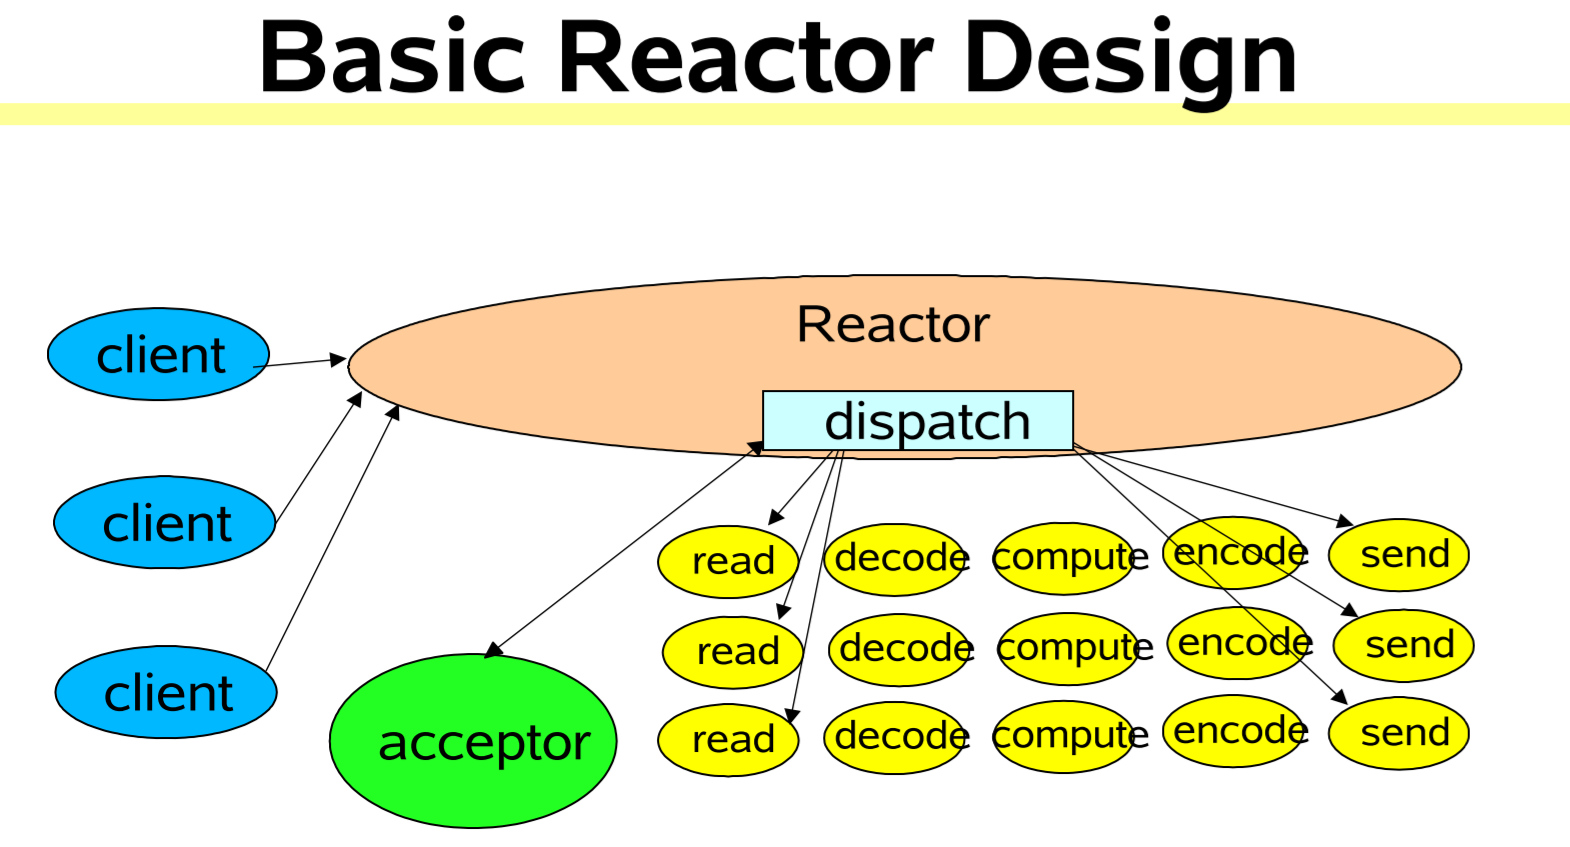 Basic Reactor Design
Reactor
client
dispatch
client
client
acceptor
read decode compute encode send
read decode compute encode send
read decode compute encode send